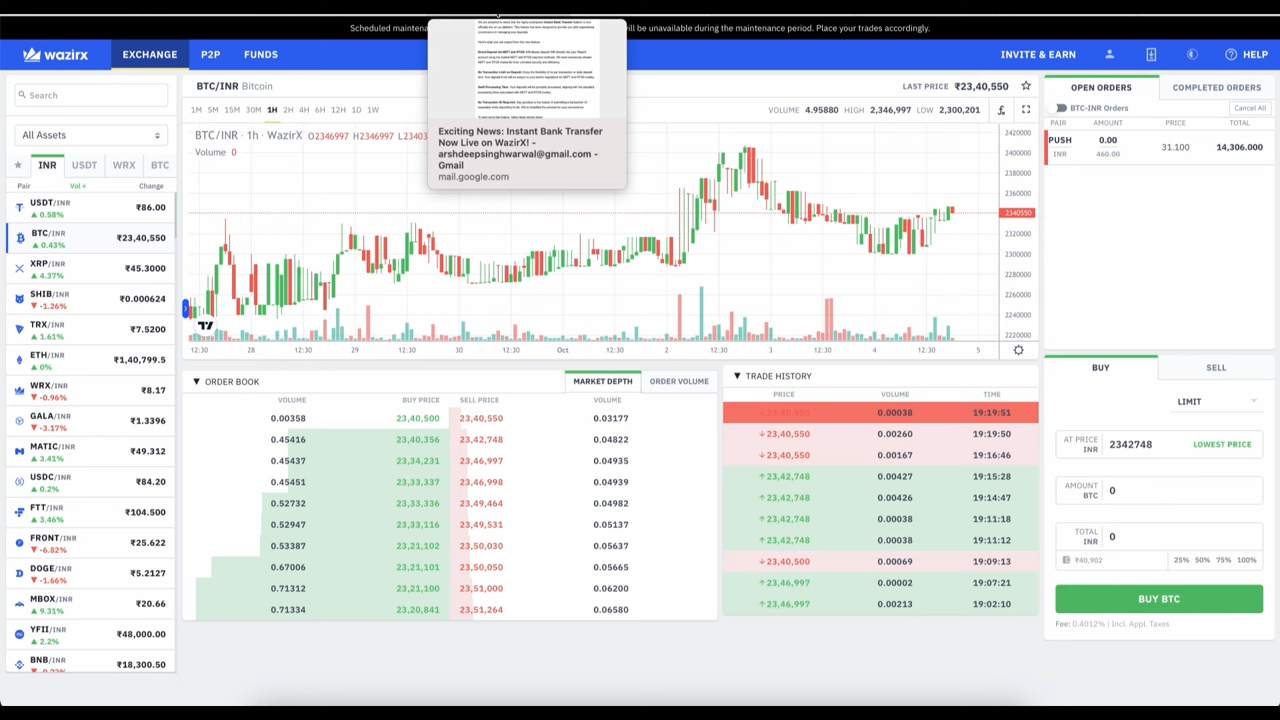 Scheduled maintena
ill be unavailable during the maintenance period. Place your trades accordingly.
EXCHANGE
P
TE & EARN
Here's what you can expect from this new feature:
Exciting News: Instant Bank Transfer
Now Live on WazirX! -
arshdeepsinghwarwal@gmail.com -
Gmail
mail.google.com
Search
All Assets
INR USDT WRX BTC
Pair Vol↓ Change
USDT/INR ₹86.00
▲ 0.58%
BTC/INR ₹23,40,550
▲ 0.43%
XRP/INR ₹45.3000
▲ 4.37%
SHIB/INR ₹0.000624
▼ -1.26%
TRX/INR ₹7.5200
▲ 1.61%
ETH/INR ₹1,40,799.5
▲ 0%
WRX/INR ₹8.17
▼ -0.96%
GALA/INR ₹1.3396
▼ -3.17%
MATIC/INR ₹49.312
▲ 3.41%
USDC/INR ₹84.20
▲ 0.2%
FTT/INR ₹104.500
▲ 3.46%
FRONT/INR ₹25.622
▼ -6.82%
DOGE/INR ₹5.2127
▼ -1.66%
MBOX/INR ₹20.66
▲ 9.31%
YFII/INR ₹48,000.00
▲ 2.2%
BNB/INR ₹18,300.50
BTC/INR Bitcoin
LAST PRICE ₹23,40,550
1M 5M 15M 30M 1H 2H 4H 6H 12H 1D 1W
VOLUME 4.95880 HIGH 2,346,997 LOW 2,300,201
BTC/INR · 1h · WazirX O2346997 H2346997 L23403
Volume 0
2420000
2400000
2380000
2360000
2340550
2320000
2300000
2280000
2260000
2240000
2220000
12:30 28 12:30 29 12:30 30 12:30 Oct 12:30 2 12:30 3 12:30 4 12:30 5
▼ ORDER BOOK
MARKET DEPTH ORDER VOLUME
VOLUME BUY PRICE SELL PRICE VOLUME
0.00358 23,40,500 23,40,550 0.03177
0.45416 23,40,356 23,42,748 0.04822
0.45437 23,34,231 23,46,997 0.04935
0.45451 23,33,337 23,46,998 0.04939
0.52732 23,33,336 23,49,464 0.04982
0.52947 23,33,116 23,49,531 0.05137
0.53387 23,21,102 23,50,030 0.05637
0.67006 23,21,101 23,50,050 0.05665
0.71312 23,21,100 23,51,000 0.06200
0.71334 23,20,841 23,51,264 0.06580
▼ TRADE HISTORY
PRICE VOLUME TIME
↓23,40,550 0.00038 19:19:51
↓23,40,550 0.00260 19:19:50
↓23,40,550 0.00167 19:16:46
↑23,42,748 0.00427 19:15:28
↑23,42,748 0.00426 19:14:47
↑23,42,748 0.00038 19:11:18
↑23,42,748 0.00038 19:11:12
↓23,40,500 0.00069 19:09:13
↑23,46,997 0.00002 19:07:21
↑23,46,997 0.00213 19:02:10
OPEN ORDERS COMPLETED ORDERS
BTC-INR Orders Cancel All
PAIR AMOUNT PRICE TOTAL
PUSH 0.00 31.100 14,306.000
INR 460.00
BUY SELL
LIMIT
AT PRICE INR 2342748 LOWEST PRICE
AMOUNT BTC 0
TOTAL INR 0
₹40,902 25% 50% 75% 100%
BUY BTC
Fee: 0.4012% | Incl. Appl. Taxes